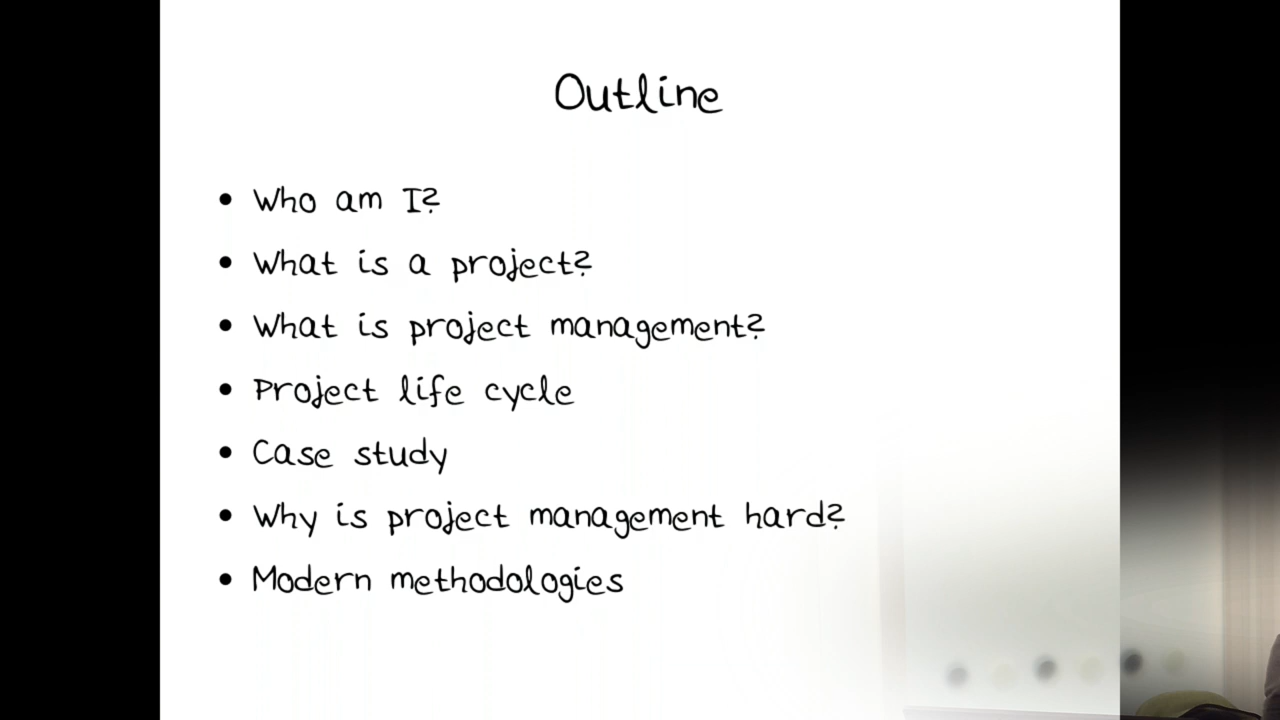 Outline
• Who am I?
• What is a project?
• What is project management?
• Project life cycle
• Case study
• Why is project management hard?
• Modern methodologies